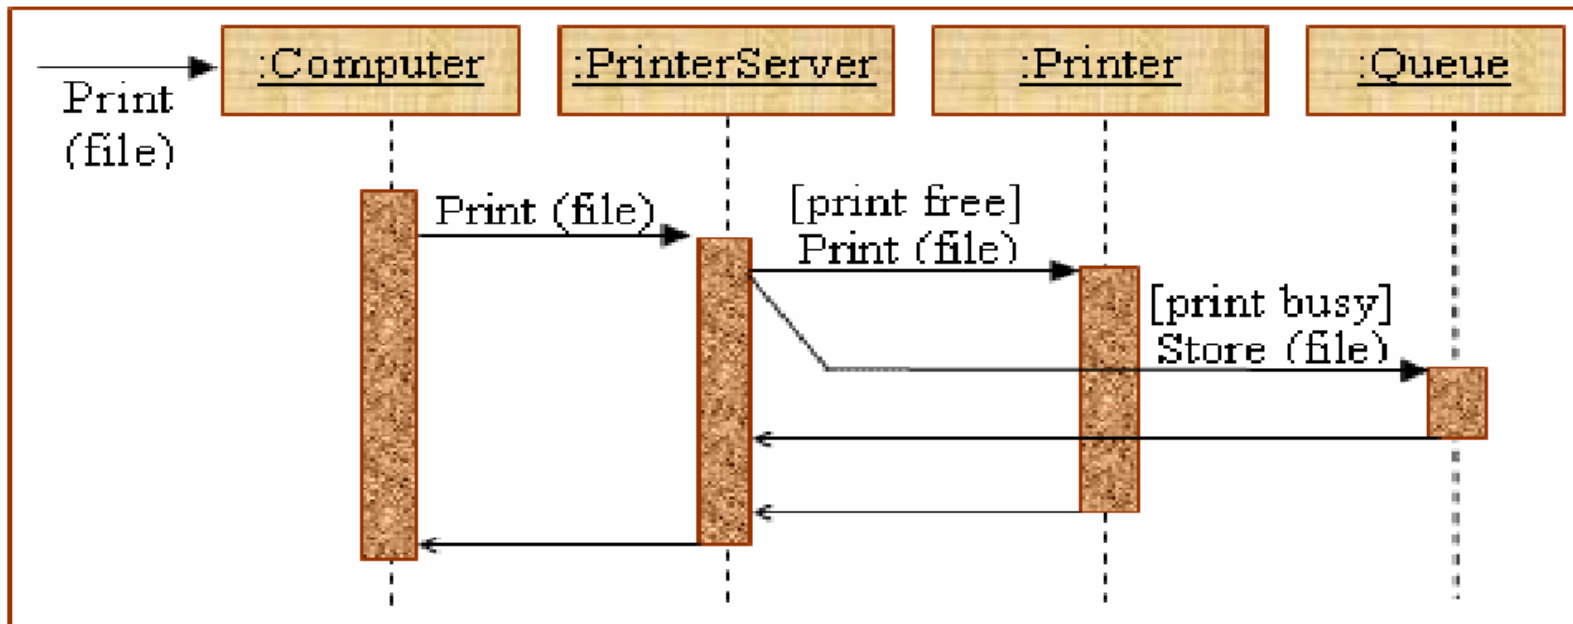 :Computer
:PrinterServer
:Printer
:Queue
Print
(file)
Print (file)
[print free]
Print (file)
[print busy]
Store (file)